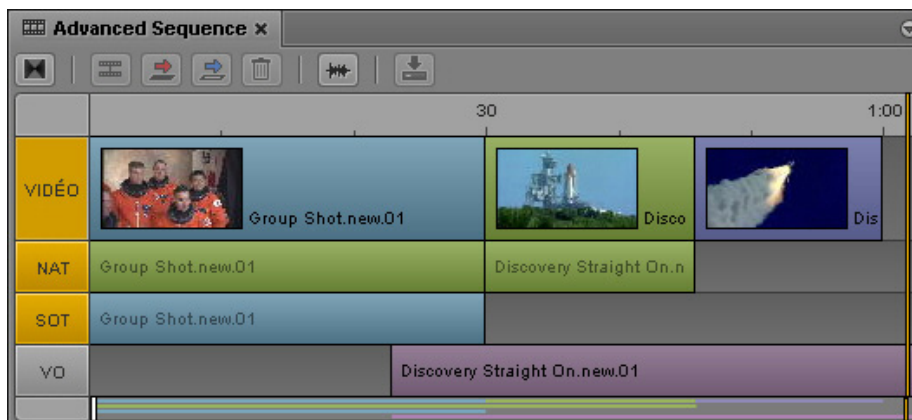 Advanced Sequence ×
30 1:00
VIDÉO Group Shot.new.01 Disco Dis
NAT Group Shot.new.01 Discovery Straight On.n
SOT Group Shot.new.01
VO Discovery Straight On.new.01